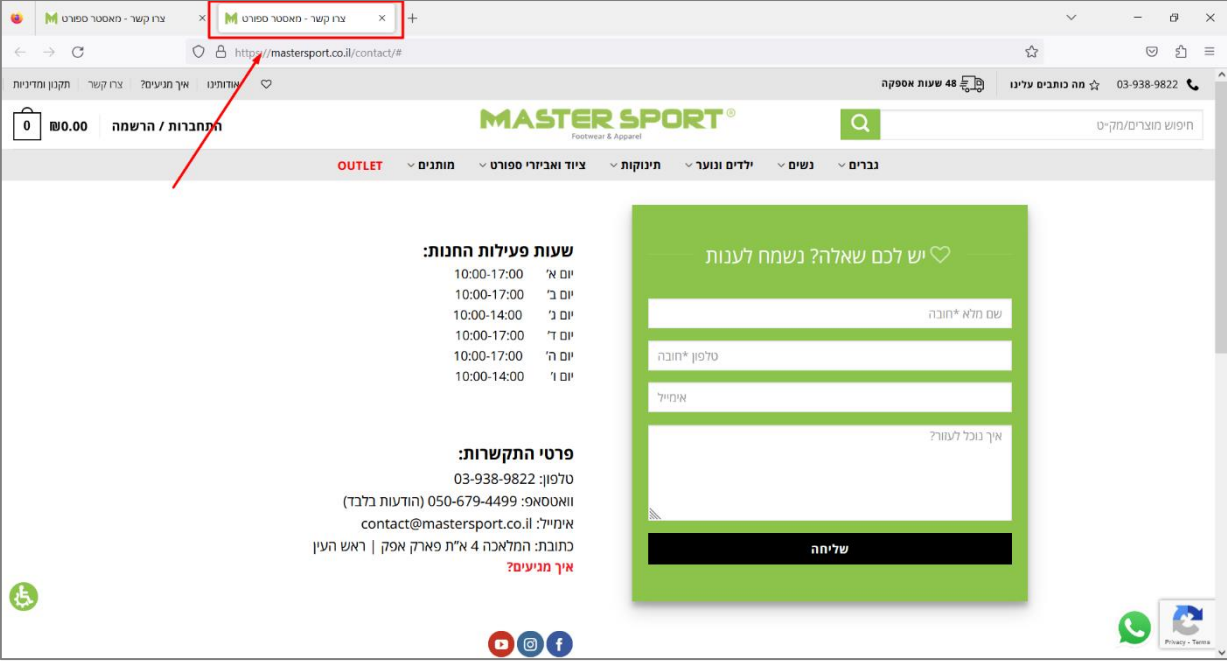 צרו קשר - מאסטר ספורט
צרו קשר - מאסטר ספורט
https://mastersport.co.il/contact/#
03-938-9822
מה כותבים עלינו
48 שעות אספקה
אודותינו
איך מגיעים?
צרו קשר
תקנון ומדיניות
חיפוש מוצרים/מק״ט
MASTER SPORT®
Footwear & Apparel
התחברות / הרשמה
₪0.00
0
גברים
נשים
ילדים ונוער
תינוקות
ציוד ואביזרי ספורט
מותגים
OUTLET
יש לכם שאלה? נשמח לענות
שם מלא *חובה
טלפון *חובה
אימייל
איך נוכל לעזור?
שליחה
שעות פעילות החנות:
יום א׳ 10:00-17:00
יום ב׳ 10:00-17:00
יום ג׳ 10:00-14:00
יום ד׳ 10:00-17:00
יום ה׳ 10:00-17:00
יום ו׳ 10:00-14:00
פרטי התקשרות:
טלפון: 03-938-9822
וואטסאפ: 050-679-4499 (הודעות בלבד)
אימייל: contact@mastersport.co.il
כתובת: המלאכה 4 א״ת פארק אפק | ראש העין
איך מגיעים?
Privacy - Terms